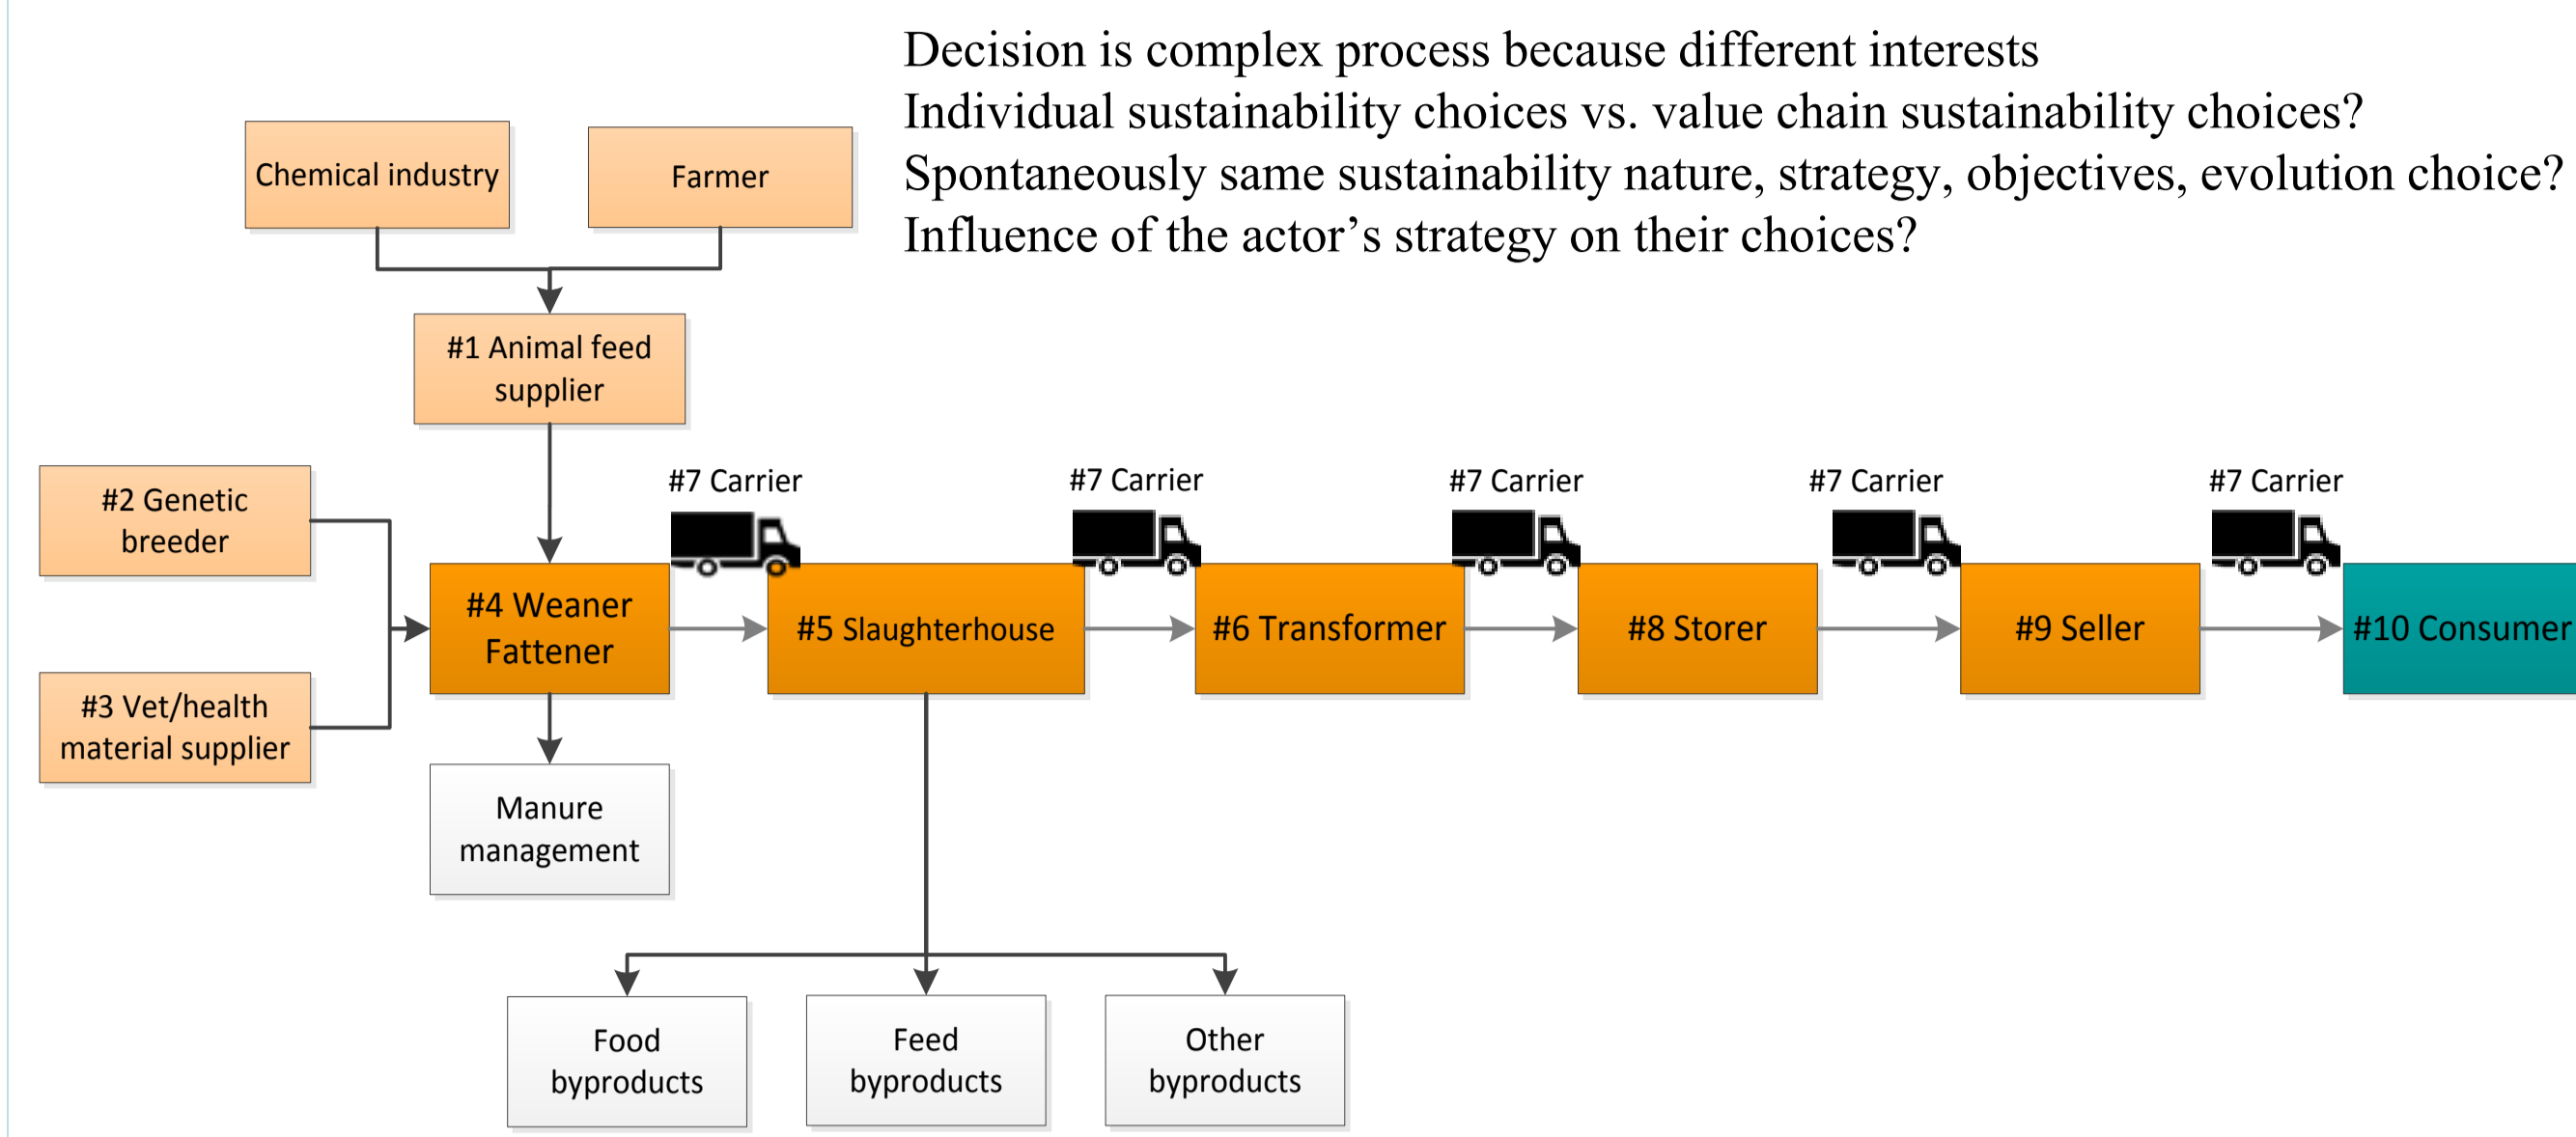 Decision is complex process because different interests
Individual sustainability choices vs. value chain sustainability choices?
Spontaneously same sustainability nature, strategy, objectives, evolution choice?
Influence of the actor’s strategy on their choices?
Chemical industry
Farmer
#1 Animal feed
supplier
#2 Genetic
breeder
#3 Vet/health
material supplier
#7 Carrier
#7 Carrier
#7 Carrier
#7 Carrier
#7 Carrier
#4 Weaner
Fattener
#5 Slaughterhouse
#6 Transformer
#8 Storer
#9 Seller
#10 Consumer
Manure
management
Food
byproducts
Feed
byproducts
Other
byproducts